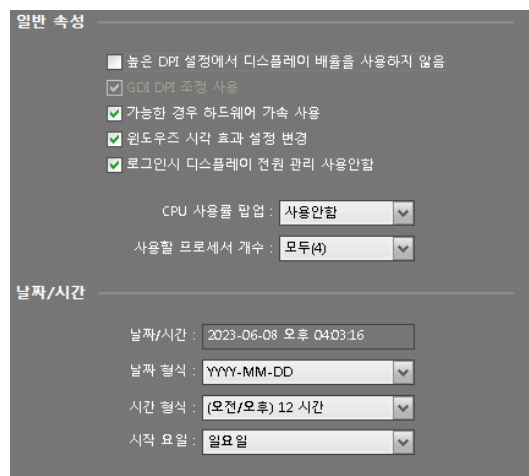 일반 속성
높은 DPI 설정에서 디스플레이 배율을 사용하지 않음
GDI DPI 조정 사용
가능한 경우 하드웨어 가속 사용
윈도우즈 시각 효과 설정 변경
로그인시 디스플레이 전원 관리 사용안함
CPU 사용률 팝업 : 사용안함
사용할 프로세서 개수 : 모두(4)
날짜/시간
날짜/시간 : 2023-06-08 오후 04:03:16
날짜 형식 : YYYY-MM-DD
시간 형식 : (오전/오후) 12 시간
시작 요일 : 일요일